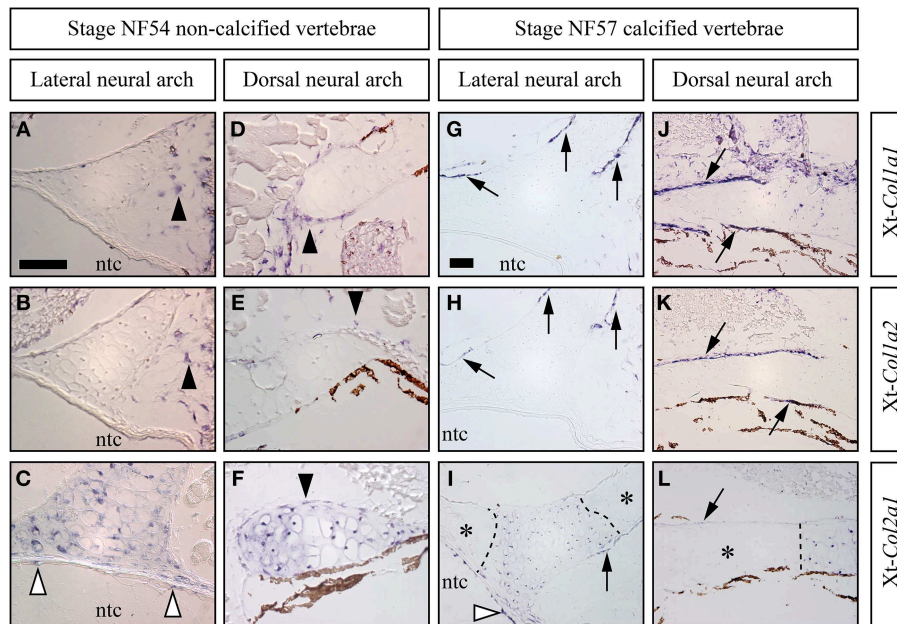 Stage NF54 non-calcified vertebrae
Stage NF57 calcified vertebrae
Lateral neural arch
Dorsal neural arch
Lateral neural arch
Dorsal neural arch
A
ntc
D
G
ntc
J
Xt-Col1a1
B
ntc
E
H
ntc
K
Xt-Col1a2
C
ntc
F
I
*
*
ntc
L
*
Xt-Col2a1